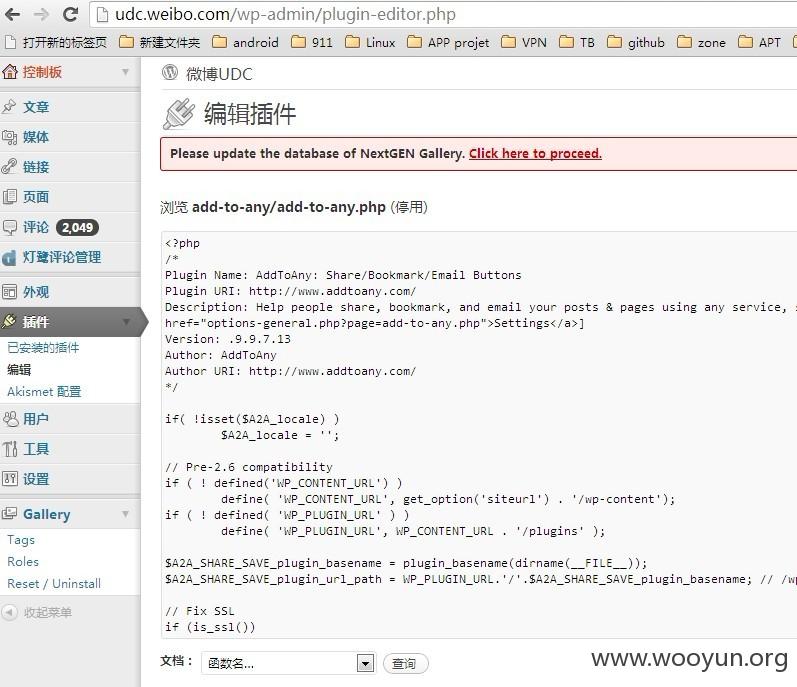 udc.weibo.com/wp-admin/plugin-editor.php
打开新的标签页 新建文件夹 android 911 Linux APP projet VPN TB github zone APT
控制板
文章
媒体
链接
页面
评论 2,049
灯鹭评论管理
外观
插件
已安装的插件
编辑
Akismet 配置
用户
工具
设置
Gallery
Tags
Roles
Reset / Uninstall
收起菜单
微博UDC
编辑插件
Please update the database of NextGEN Gallery. Click here to proceed.
浏览 add-to-any/add-to-any.php (停用)
<?php
/*
Plugin Name: AddToAny: Share/Bookmark/Email Buttons
Plugin URI: http://www.addtoany.com/
Description: Help people share, bookmark, and email your posts & pages using any service,
href="options-general.php?page=add-to-any.php">Settings</a>]
Version: .9.9.7.13
Author: AddToAny
Author URI: http://www.addtoany.com/
*/
if( !isset($A2A_locale) )
$A2A_locale = '';
// Pre-2.6 compatibility
if ( ! defined('WP_CONTENT_URL') )
define( 'WP_CONTENT_URL', get_option('siteurl') . '/wp-content');
if ( ! defined( 'WP_PLUGIN_URL' ) )
define( 'WP_PLUGIN_URL', WP_CONTENT_URL . '/plugins' );
$A2A_SHARE_SAVE_plugin_basename = plugin_basename(dirname(__FILE__));
$A2A_SHARE_SAVE_plugin_url_path = WP_PLUGIN_URL.'/'.$A2A_SHARE_SAVE_plugin_basename; // /wp
// Fix SSL
if (is_ssl())
文档： 函数名... 查询
www.wooyun.org